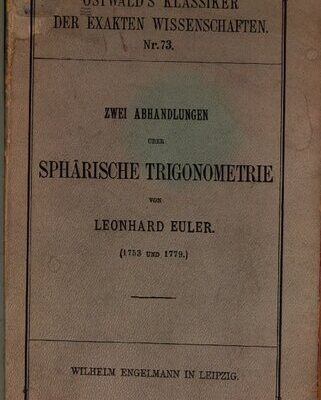 OSTWALD'S KLASSIKER
DER EXAKTEN WISSENSCHAFTEN.
Nr. 73.
ZWEI ABHANDLUNGEN
ÜBER
SPHÄRISCHE TRIGONOMETRIE
VON
LEONHARD EULER.
(1753 UND 1779.)
WILHELM ENGELMANN IN LEIPZIG.